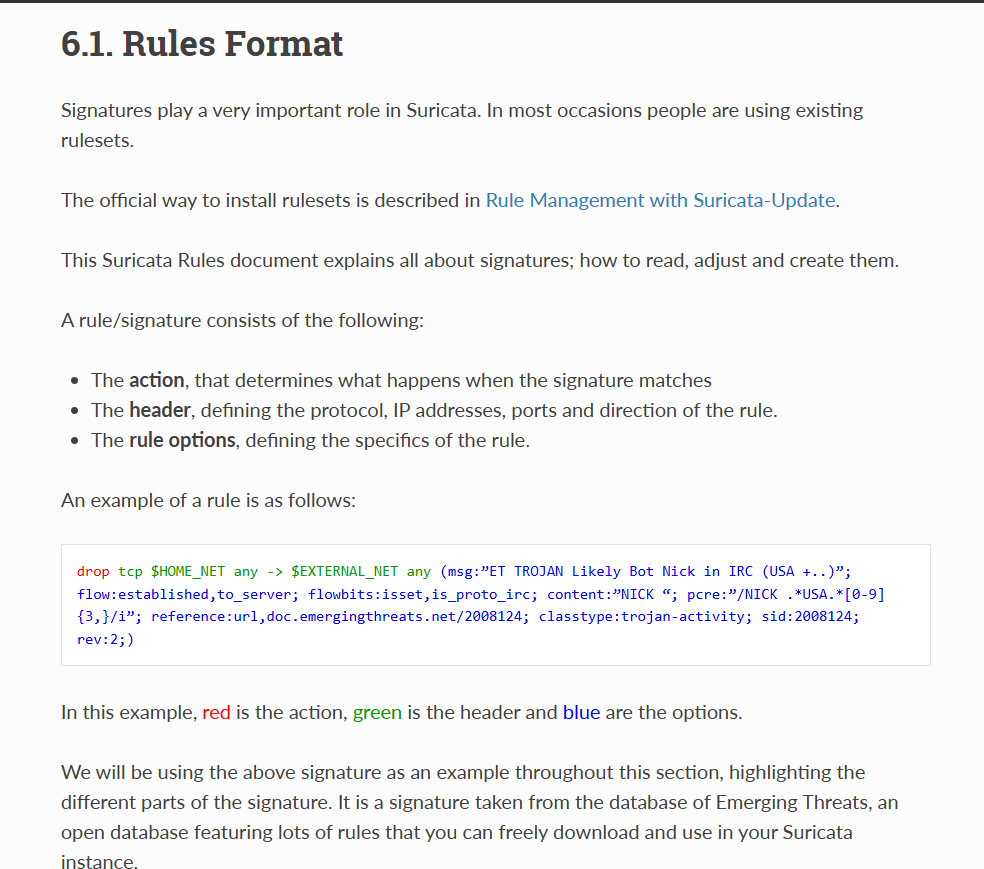 6.1. Rules Format
Signatures play a very important role in Suricata. In most occasions people are using existing
rulesets.
The official way to install rulesets is described in Rule Management with Suricata-Update.
This Suricata Rules document explains all about signatures; how to read, adjust and create them.
A rule/signature consists of the following:
• The action, that determines what happens when the signature matches
• The header, defining the protocol, IP addresses, ports and direction of the rule.
• The rule options, defining the specifics of the rule.
An example of a rule is as follows:
drop tcp $HOME_NET any -> $EXTERNAL_NET any (msg:”ET TROJAN Likely Bot Nick in IRC (USA +..)”;
flow:established,to_server; flowbits:isset,is_proto_irc; content:”NICK “; pcre:”/NICK .*USA.*[0-9]
{3,}/i”; reference:url,doc.emergingthreats.net/2008124; classtype:trojan-activity; sid:2008124;
rev:2;)
In this example, red is the action, green is the header and blue are the options.
We will be using the above signature as an example throughout this section, highlighting the
different parts of the signature. It is a signature taken from the database of Emerging Threats, an
open database featuring lots of rules that you can freely download and use in your Suricata
instance.